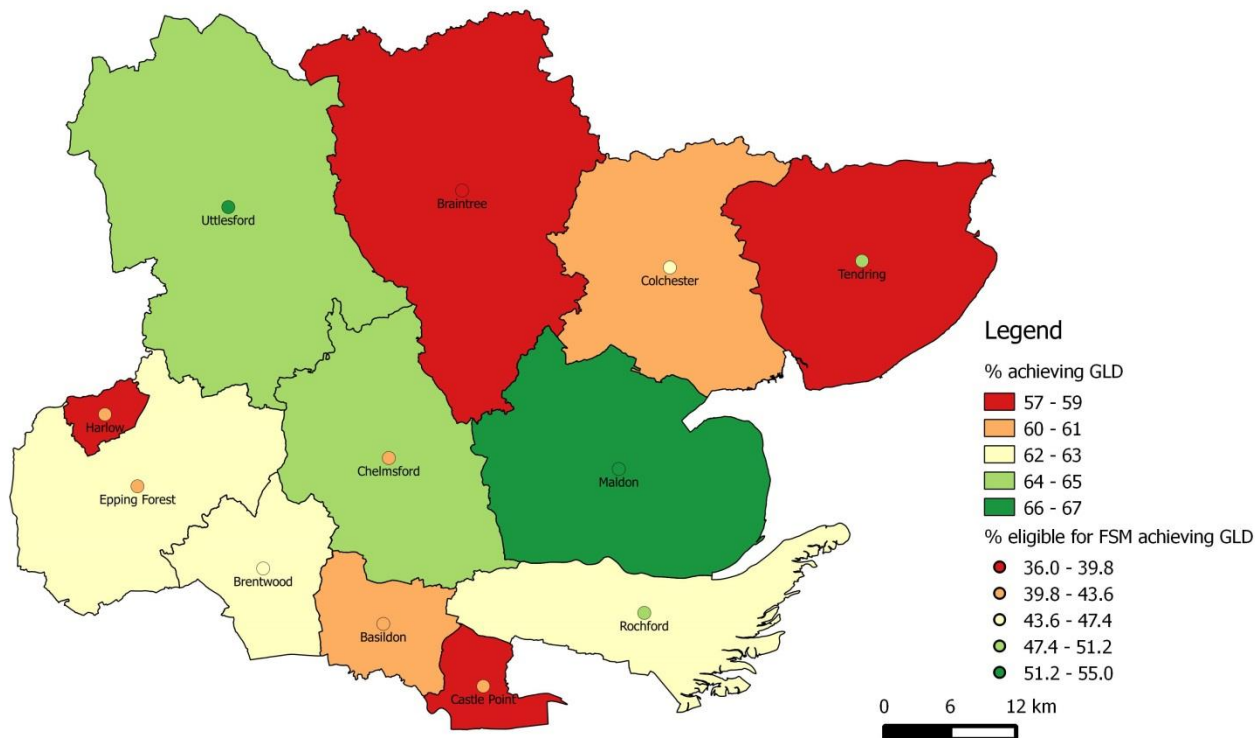 Uttlesford
Braintree
Colchester
Tendring
Harlow
Epping Forest
Chelmsford
Maldon
Brentwood
Basildon
Rochford
Castle Point
Legend
% achieving GLD
57 - 59
60 - 61
62 - 63
64 - 65
66 - 67
% eligible for FSM achieving GLD
36.0 - 39.8
39.8 - 43.6
43.6 - 47.4
47.4 - 51.2
51.2 - 55.0
0 6 12 km